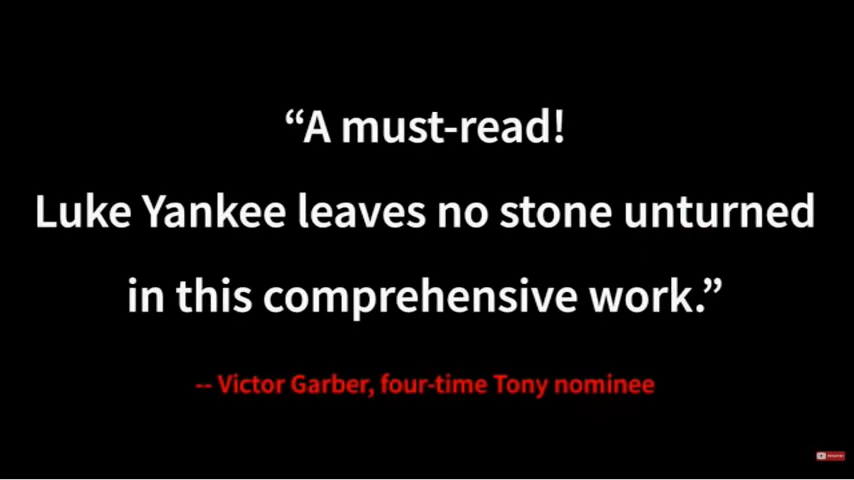 “A must-read!
Luke Yankee leaves no stone unturned
in this comprehensive work.”
-- Victor Garber, four-time Tony nominee